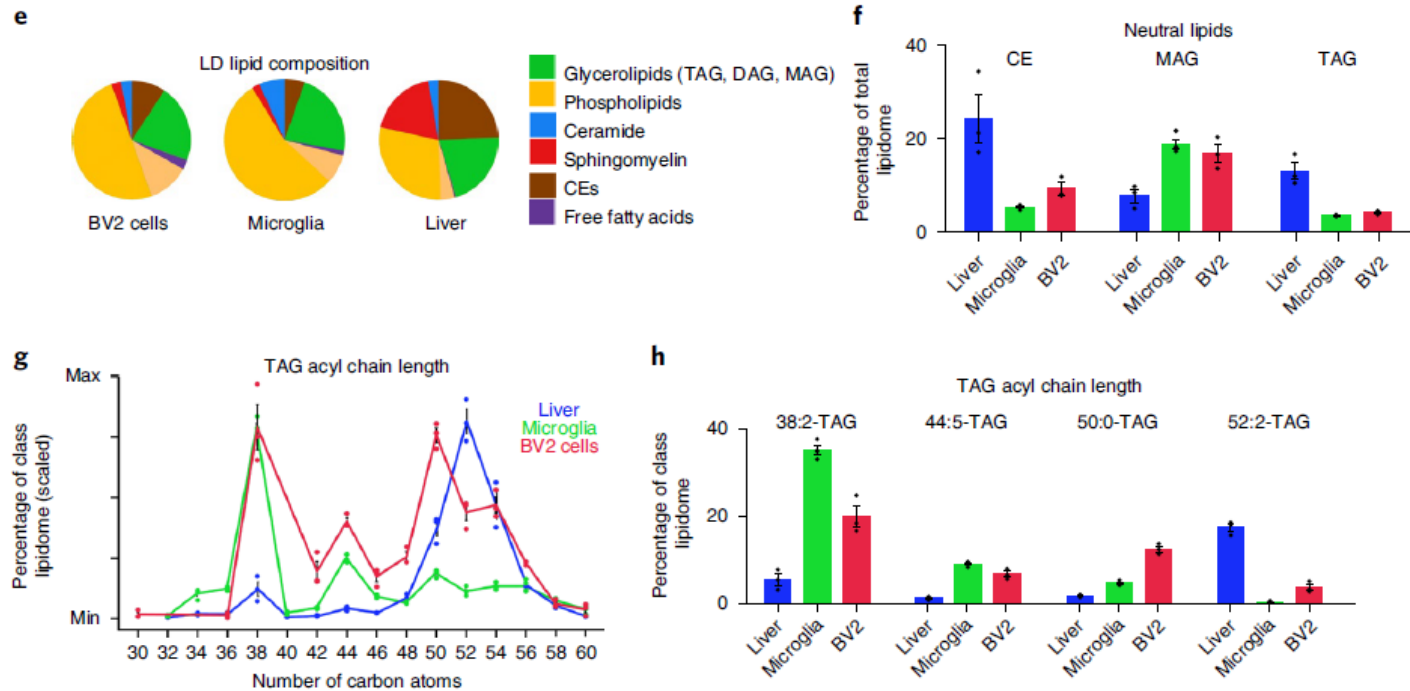 e
LD lipid composition
BV2 cells
Microglia
Liver
Glycerolipids (TAG, DAG, MAG)
Phospholipids
Ceramide
Sphingomyelin
CEs
Free fatty acids
f
Neutral lipids
CE MAG TAG
Percentage of total
lipidome
40
20
0
Liver Microglia BV2 Liver Microglia BV2 Liver Microglia BV2
g
TAG acyl chain length
Percentage of class
lipidome (scaled)
Max
Min
Liver
Microglia
BV2 cells
30 32 34 36 38 40 42 44 46 48 50 52 54 56 58 60
Number of carbon atoms
h
TAG acyl chain length
38:2-TAG 44:5-TAG 50:0-TAG 52:2-TAG
Percentage of class
lipidome
40
20
0
Liver Microglia BV2 Liver Microglia BV2 Liver Microglia BV2 Liver Microglia BV2